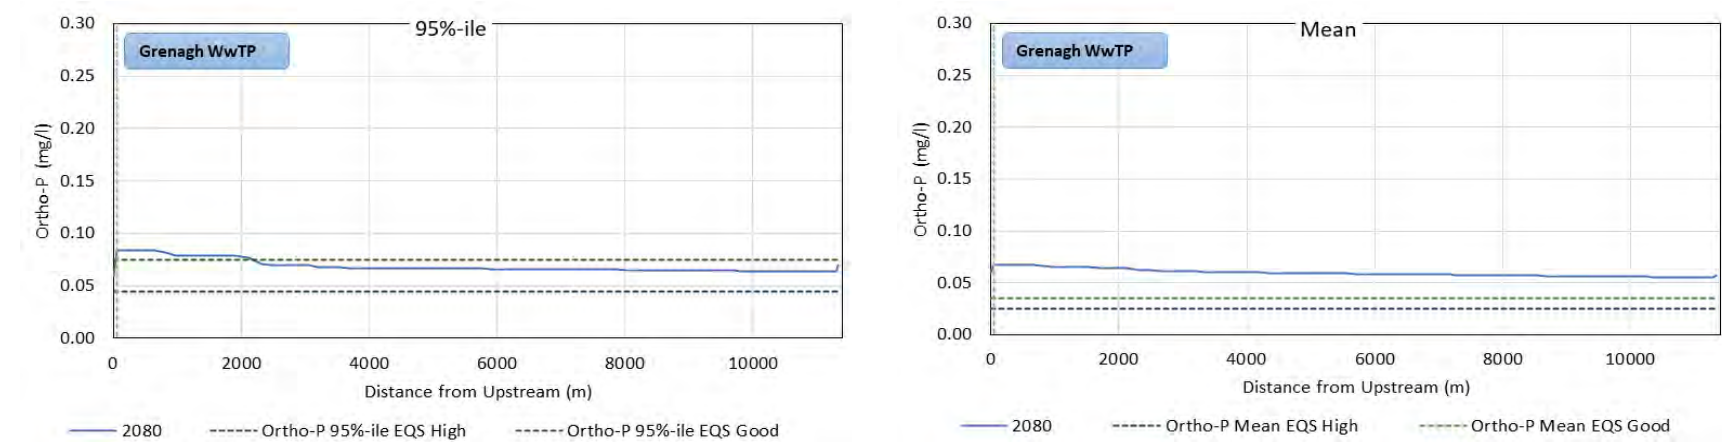 95%-ile
Grenagh WwTP
0.30
0.25
0.20
0.15
0.10
0.05
0.00
Ortho-P (mg/l)
0 2000 4000 6000 8000 10000
Distance from Upstream (m)
2080 Ortho-P 95%-ile EQS High Ortho-P 95%-ile EQS Good
Mean
Grenagh WwTP
0.30
0.25
0.20
0.15
0.10
0.05
0.00
Ortho-P (mg/l)
0 2000 4000 6000 8000 10000
Distance from Upstream (m)
2080 Ortho-P Mean EQS High Ortho-P Mean EQS Good